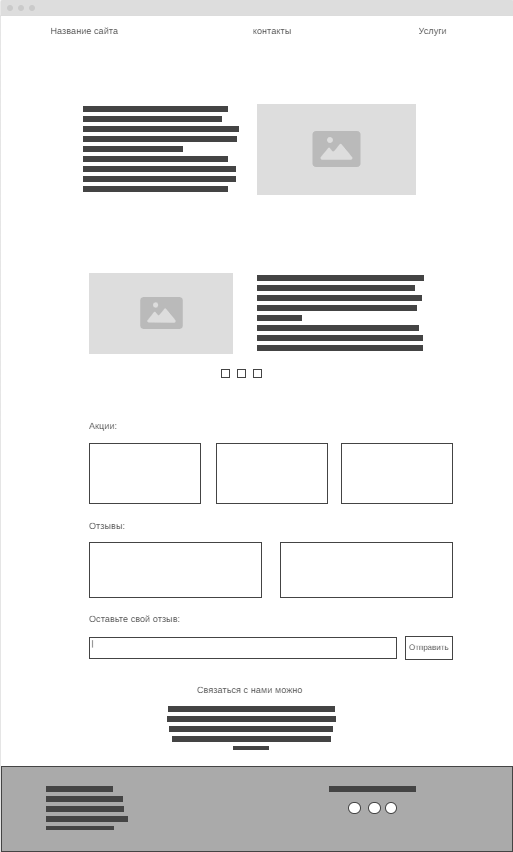 Название сайта контакты Услуги
Акции:
Отзывы:
Оставьте свой отзыв:
Отправить
Связаться с нами можно